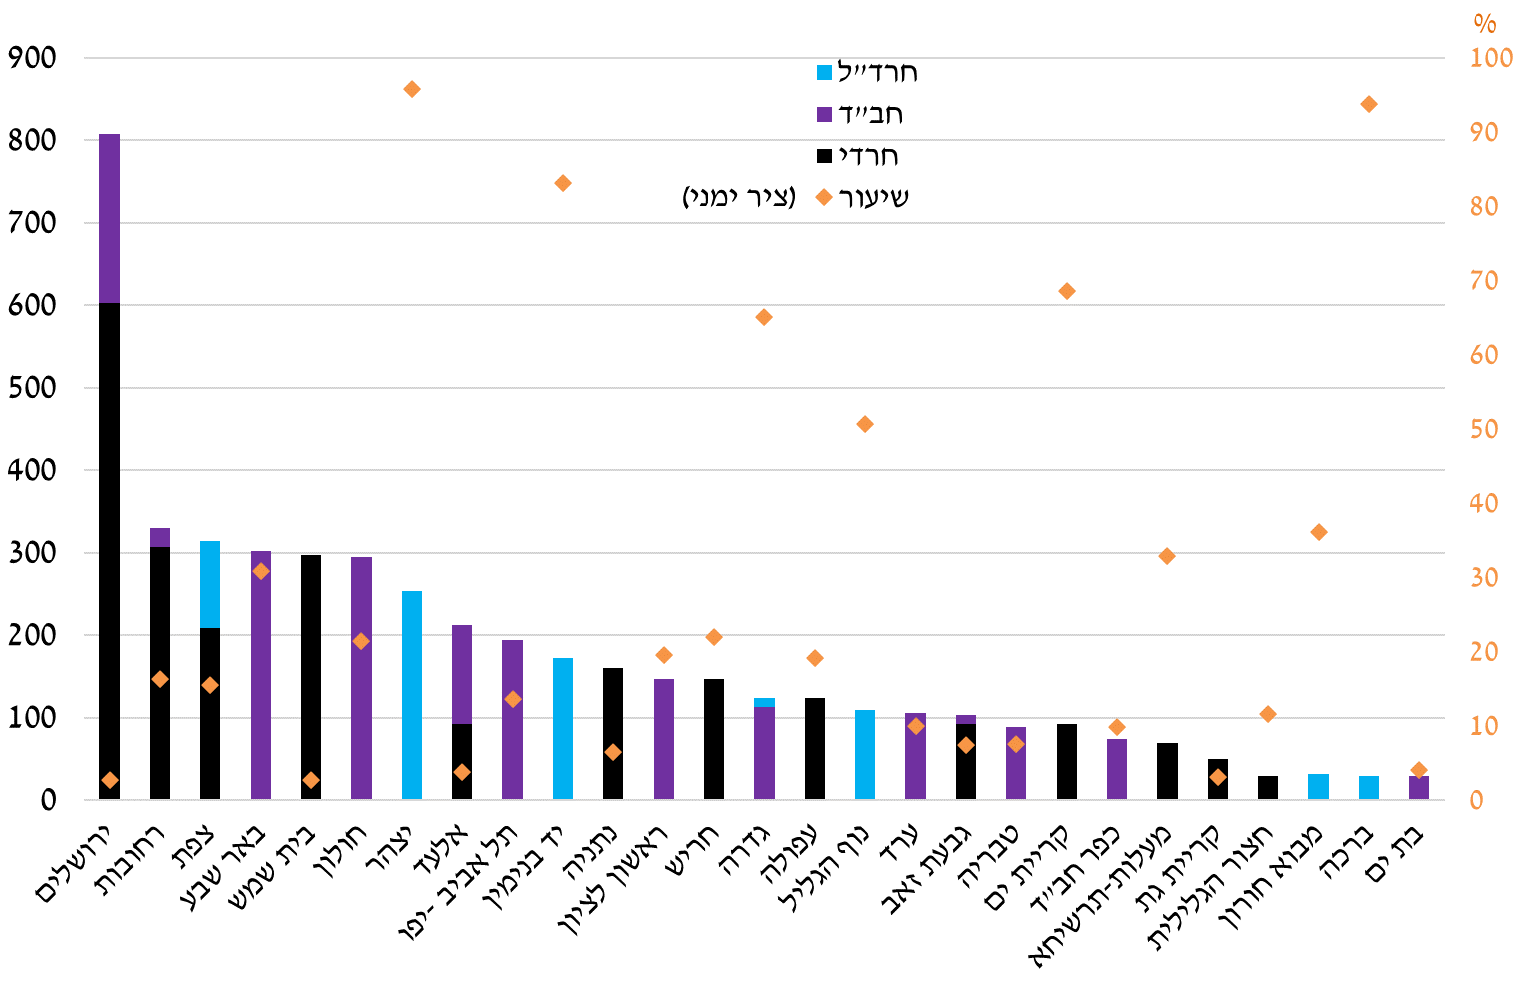 %
900
800
700
600
500
400
300
200
100
0
100
90
80
70
60
50
40
30
20
10
0
חרד״ל
חב״ד
חרדי
שיעור (ציר ימני)
ירושלים
רחובות
צפת
באר שבע
בית שמש
חולון
יצהר
אלעד
תל אביב -יפו
יד בנימין
נתניה
ראשון לציון
חריש
גדרה
עפולה
נוף הגליל
ערד
גבעת זאב
טבריה
קריית ים
כפר חב״ד
מעלות-תרשיחא
קריית גת
חצור הגלילית
מבוא חורון
ברכה
בת ים